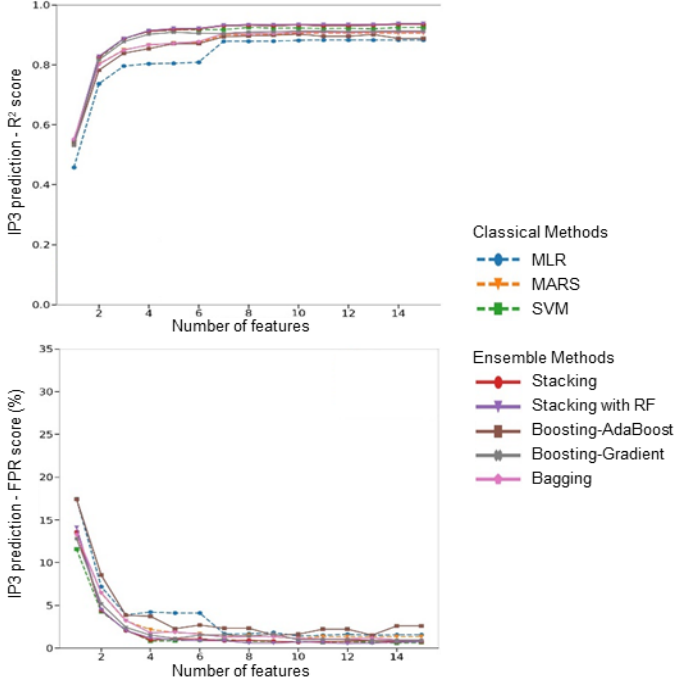 IP3 prediction - R² score
1.0
0.8
0.6
0.4
0.2
0.0
2 4 6 8 10 12 14
Number of features
Classical Methods
MLR
MARS
SVM
Ensemble Methods
Stacking
Stacking with RF
Boosting-AdaBoost
Boosting-Gradient
Bagging
IP3 prediction - FPR score (%)
35
30
25
20
15
10
5
0
2 4 6 8 10 12 14
Number of features